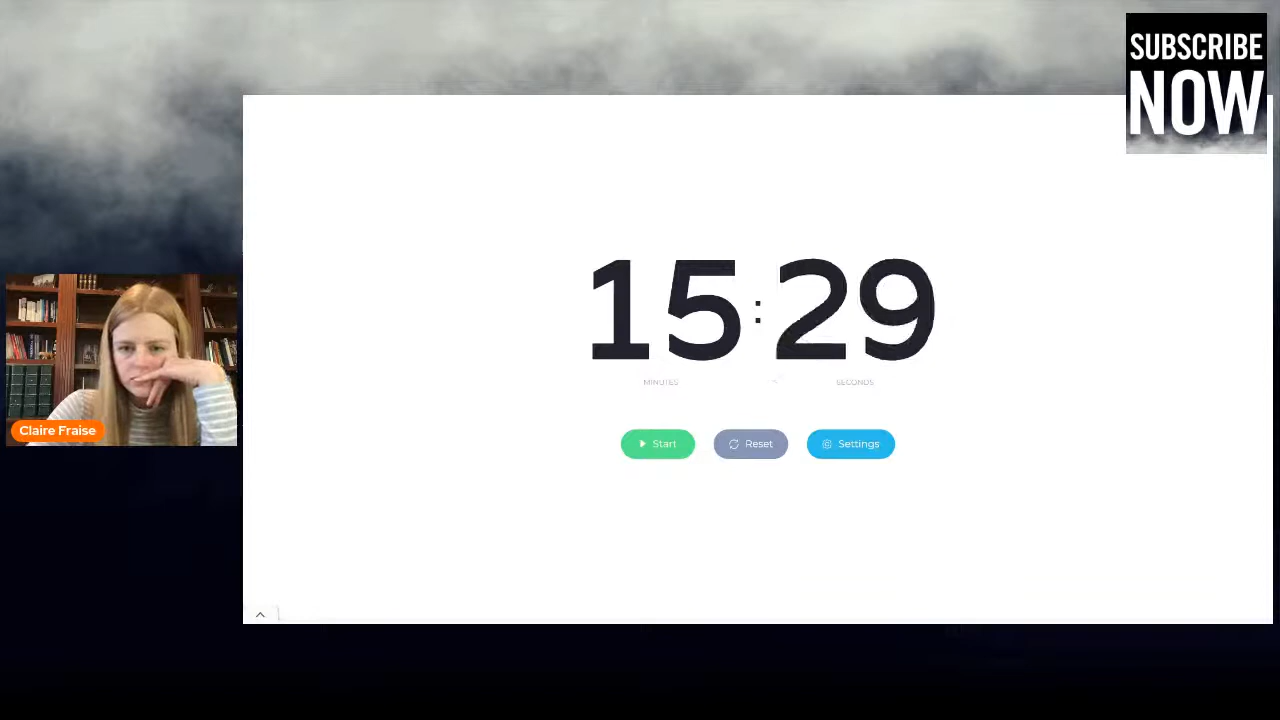 SUBSCRIBE
NOW
15:29
MINUTES SECONDS
Start Reset Settings
Claire Fraise